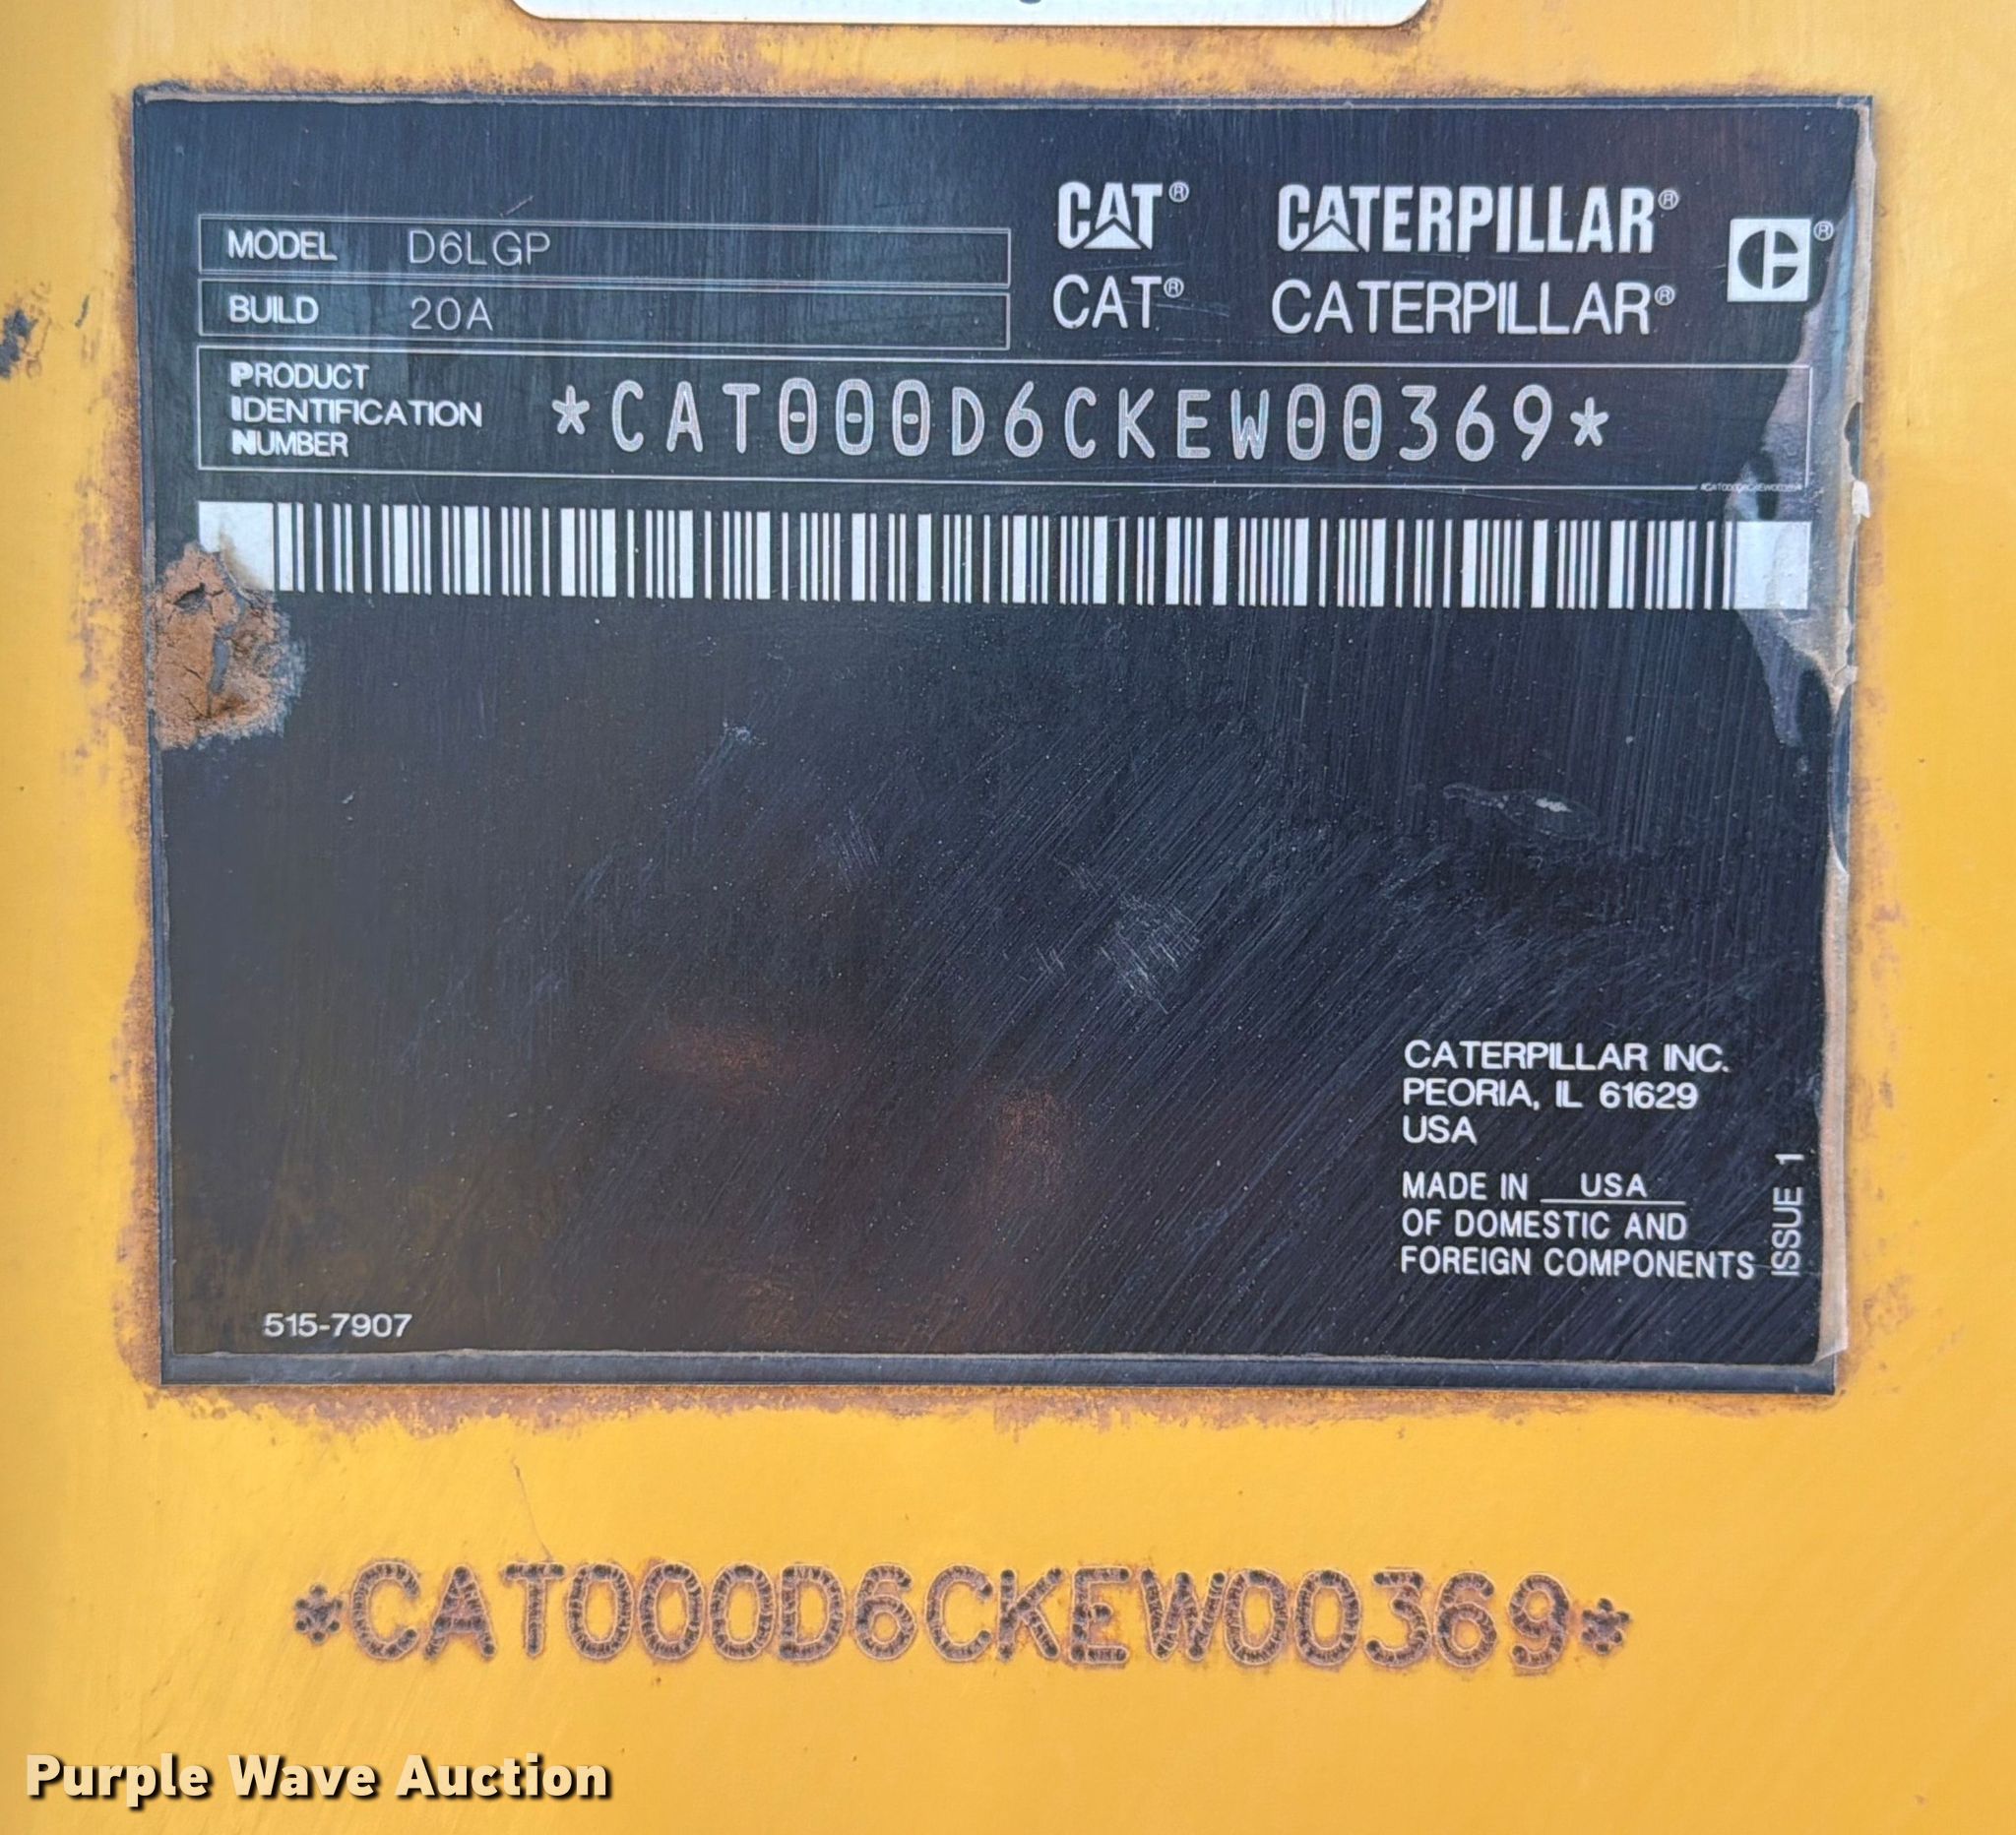 MODEL D6LGP
BUILD 20A
CAT® CATERPILLAR®
CAT® CATERPILLAR®
PRODUCT
IDENTIFICATION
NUMBER
*CAT000D6CKEW00369*
*CAT000D6CKEW00369*
CATERPILLAR INC.
PEORIA, IL 61629
USA
MADE IN USA
OF DOMESTIC AND
FOREIGN COMPONENTS
ISSUE 1
515-7907
*CAT000D6CKEW00369*
Purple Wave Auction